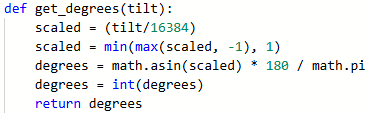 def get_degrees(tilt):
    scaled = (tilt/16384)
    scaled = min(max(scaled, -1), 1)
    degrees = math.asin(scaled) * 180 / math.pi
    degrees = int(degrees)
    return degrees